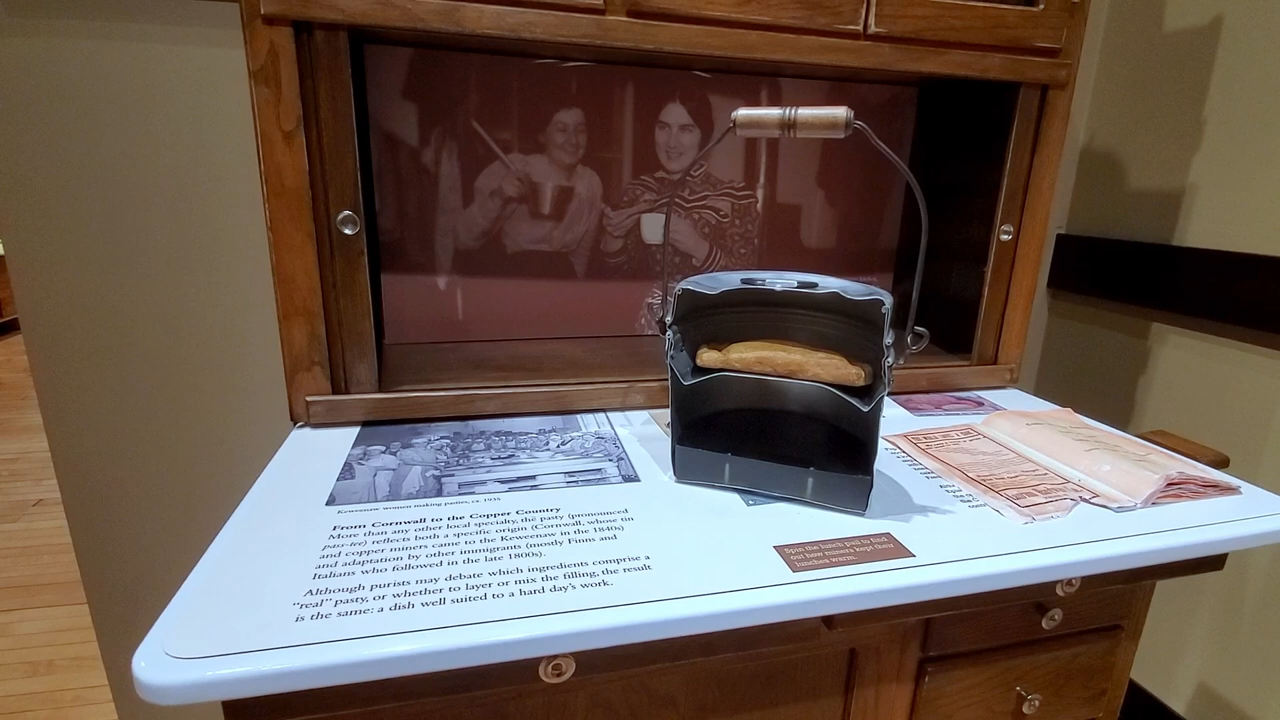 Keweenaw women making pasties, ca. 1935
From Cornwall to the Copper Country
More than any other local specialty, the pasty (pronounced
pass-tee) reflects both a specific origin (Cornwall, whose tin
and copper miners came to the Keweenaw in the 1840s)
and adaptation by other immigrants (mostly Finns and
Italians who followed in the late 1800s).
Although purists may debate which ingredients comprise a
"real" pasty, or whether to layer or mix the filling, the result
is the same: a dish well suited to a hard day's work.
Spin the lunch pail to find
out how miners kept their
lunches warm.